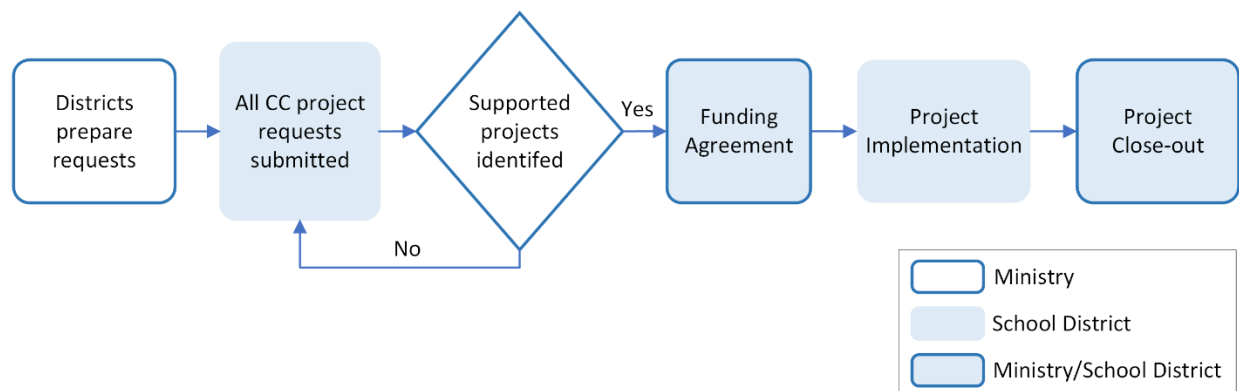 Districts
prepare
requests
All CC project
requests
submitted
Supported
projects
identifed
Yes
No
Funding
Agreement
Project
Implementation
Project
Close-out
Ministry
School District
Ministry/School District